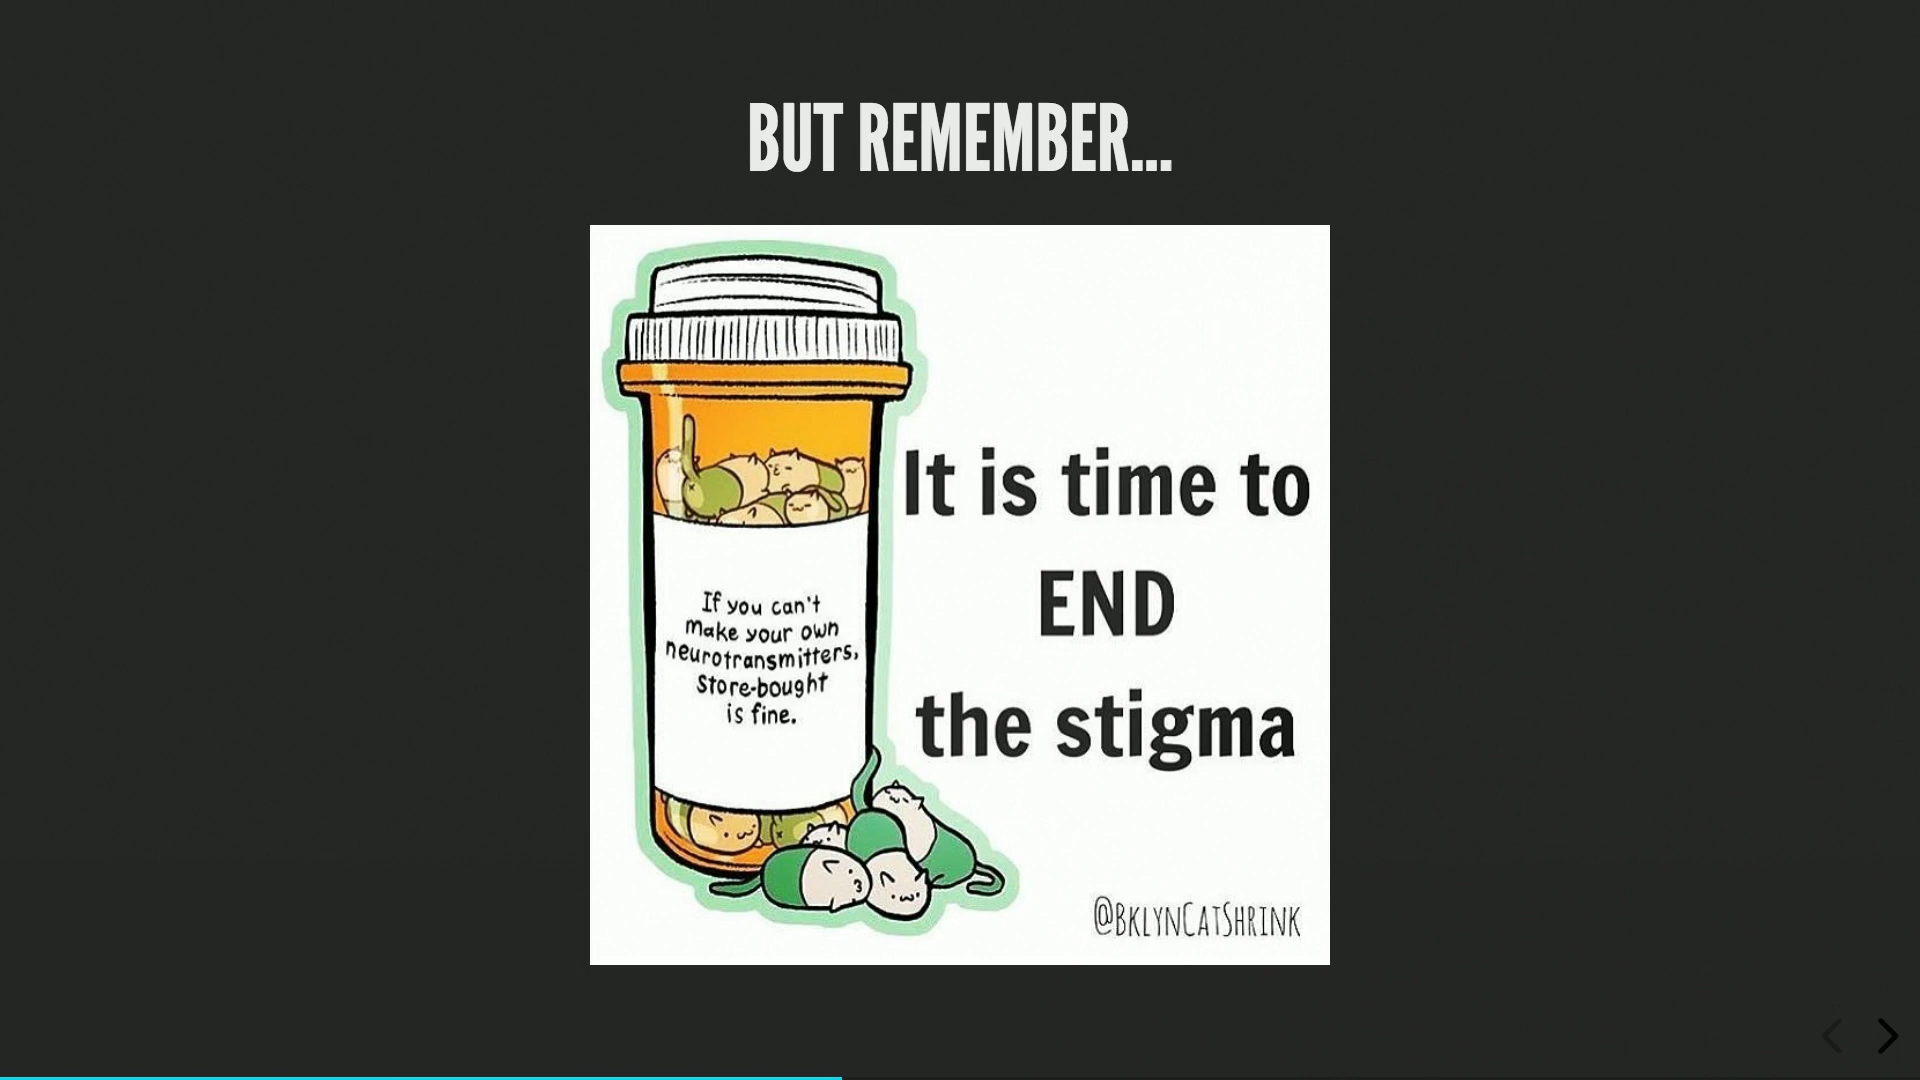 BUT REMEMBER...
If you can't
make your own
neurotransmitters,
store-bought
is fine.
It is time to
END
the stigma
@BKLYNCATSHRINK